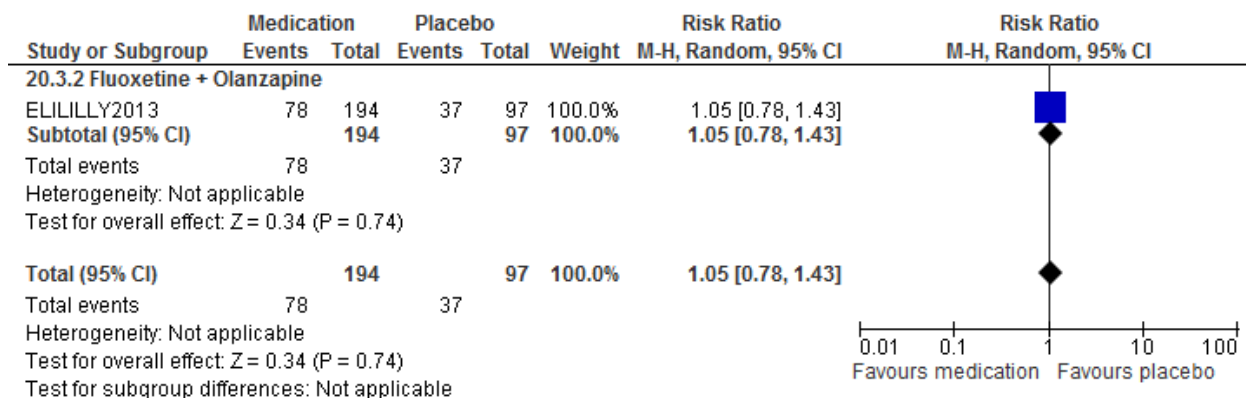 Medication Placebo Risk Ratio Risk Ratio
Study or Subgroup Events Total Events Total Weight M-H, Random, 95% CI M-H, Random, 95% CI
20.3.2 Fluoxetine + Olanzapine
ELILILLY2013 78 194 37 97 100.0% 1.05 [0.78, 1.43]
Subtotal (95% CI) 194 97 100.0% 1.05 [0.78, 1.43]
Total events 78 37
Heterogeneity: Not applicable
Test for overall effect: Z = 0.34 (P = 0.74)
Total (95% CI) 194 97 100.0% 1.05 [0.78, 1.43]
Total events 78 37
Heterogeneity: Not applicable
Test for overall effect: Z = 0.34 (P = 0.74)
Test for subgroup differences: Not applicable
0.01 0.1 1 10 100
Favours medication Favours placebo